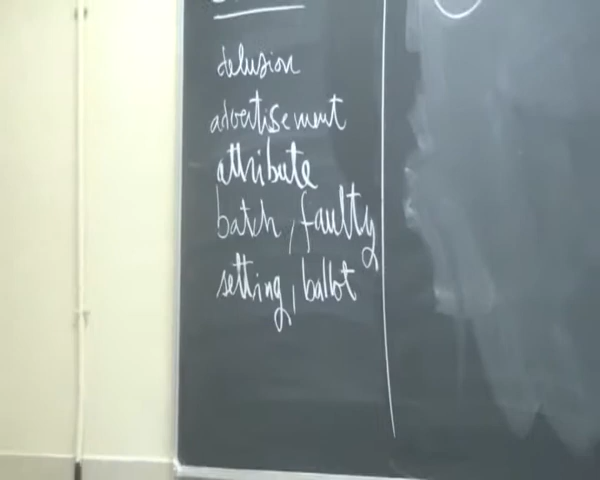 delusion
advertisement
attribute
batch, faulty
setting, ballot